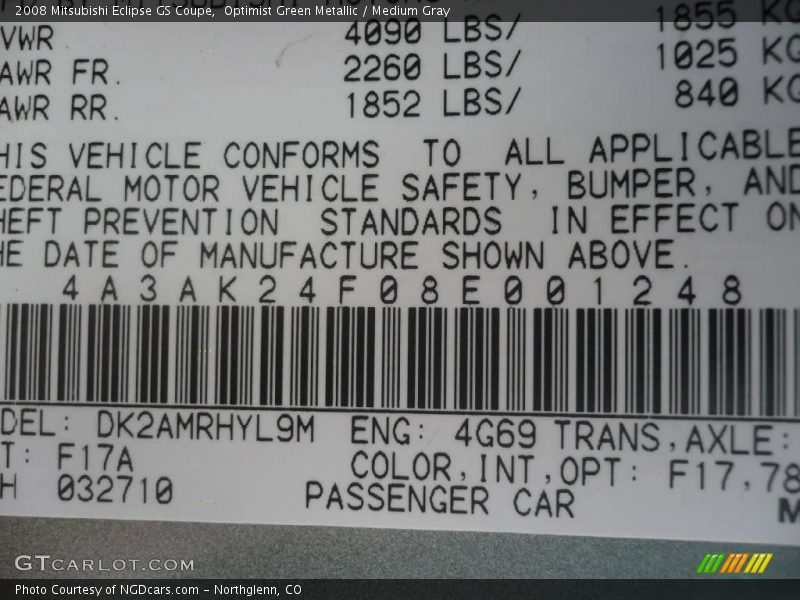 2008 Mitsubishi Eclipse GS Coupe, Optimist Green Metallic / Medium Gray
VWR 4090 LBS/ 1855 KG
AWR FR. 2260 LBS/ 1025 KG
AWR RR. 1852 LBS/ 840 KG
HIS VEHICLE CONFORMS TO ALL APPLICABLE
EDERAL MOTOR VEHICLE SAFETY, BUMPER, AND
HEFT PREVENTION STANDARDS IN EFFECT ON
HE DATE OF MANUFACTURE SHOWN ABOVE.
4A3AK24F08E001248
DEL: DK2AMRHYL9M ENG: 4G69 TRANS,AXLE:
T: F17A COLOR,INT,OPT: F17,78
H 032710 PASSENGER CAR M
GTCARLOT.COM
Photo Courtesy of NGDcars.com - Northglenn, CO